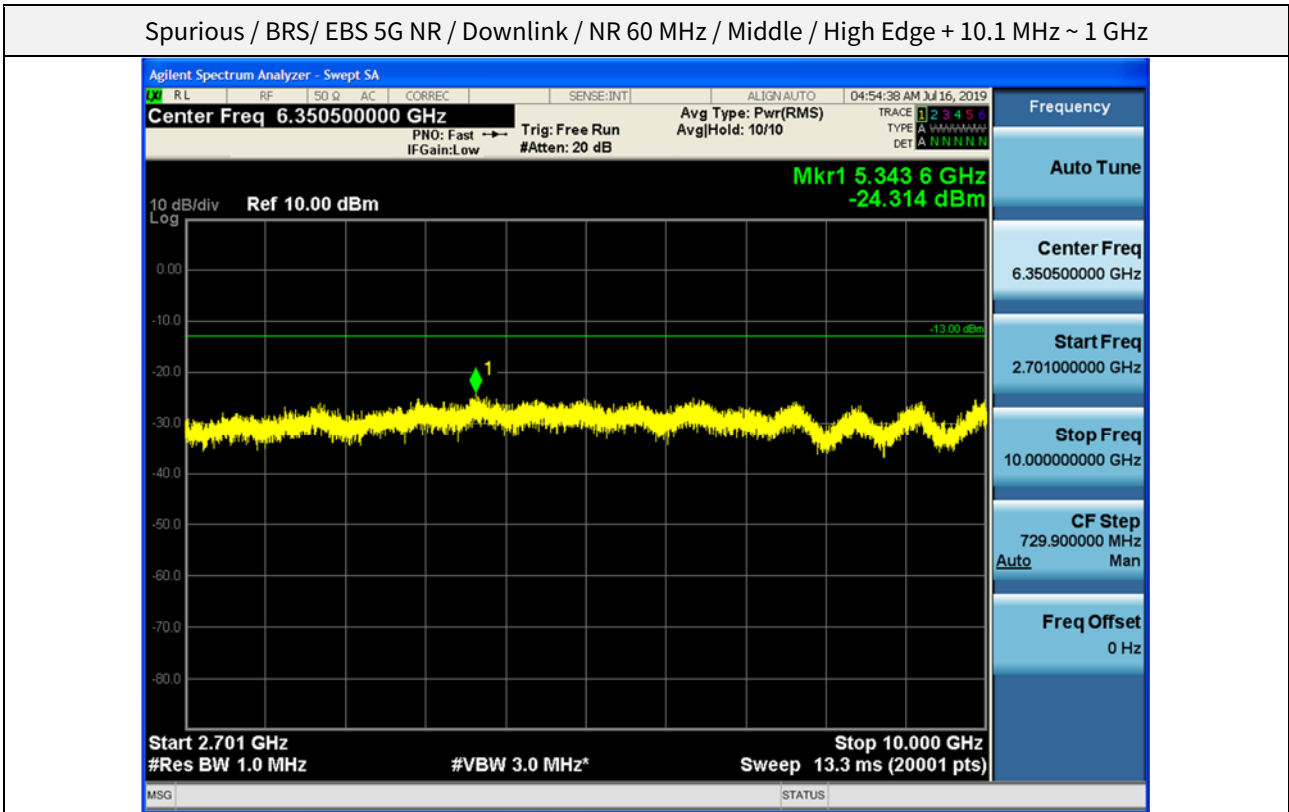 Spurious / BRS/ EBS 5G NR / Downlink / NR 60 MHz / Middle / High Edge + 10.1 MHz ~ 1 GHz
Agilent Spectrum Analyzer - Swept SA
LXI RL RF 50 Ω AC CORREC SENSE:INT ALIGN AUTO 04:54:38 AM Jul 16, 2019
Center Freq 6.350500000 GHz
PNO: Fast
IFGain:Low
Trig: Free Run
#Atten: 20 dB
Avg Type: Pwr(RMS)
Avg|Hold: 10/10
TRACE 1 2 3 4 5 6
TYPE A WWWWWW
DET A N N N N N
Mkr1 5.343 6 GHz
-24.314 dBm
10 dB/div Ref 10.00 dBm
Log
0.00
-10.0
-13.00 dBm
-20.0
1
-30.0
-40.0
-50.0
-60.0
-70.0
-80.0
Start 2.701 GHz Stop 10.000 GHz
#Res BW 1.0 MHz #VBW 3.0 MHz* Sweep 13.3 ms (20001 pts)
MSG STATUS
Frequency
Auto Tune
Center Freq
6.350500000 GHz
Start Freq
2.701000000 GHz
Stop Freq
10.000000000 GHz
CF Step
729.900000 MHz
Auto Man
Freq Offset
0 Hz